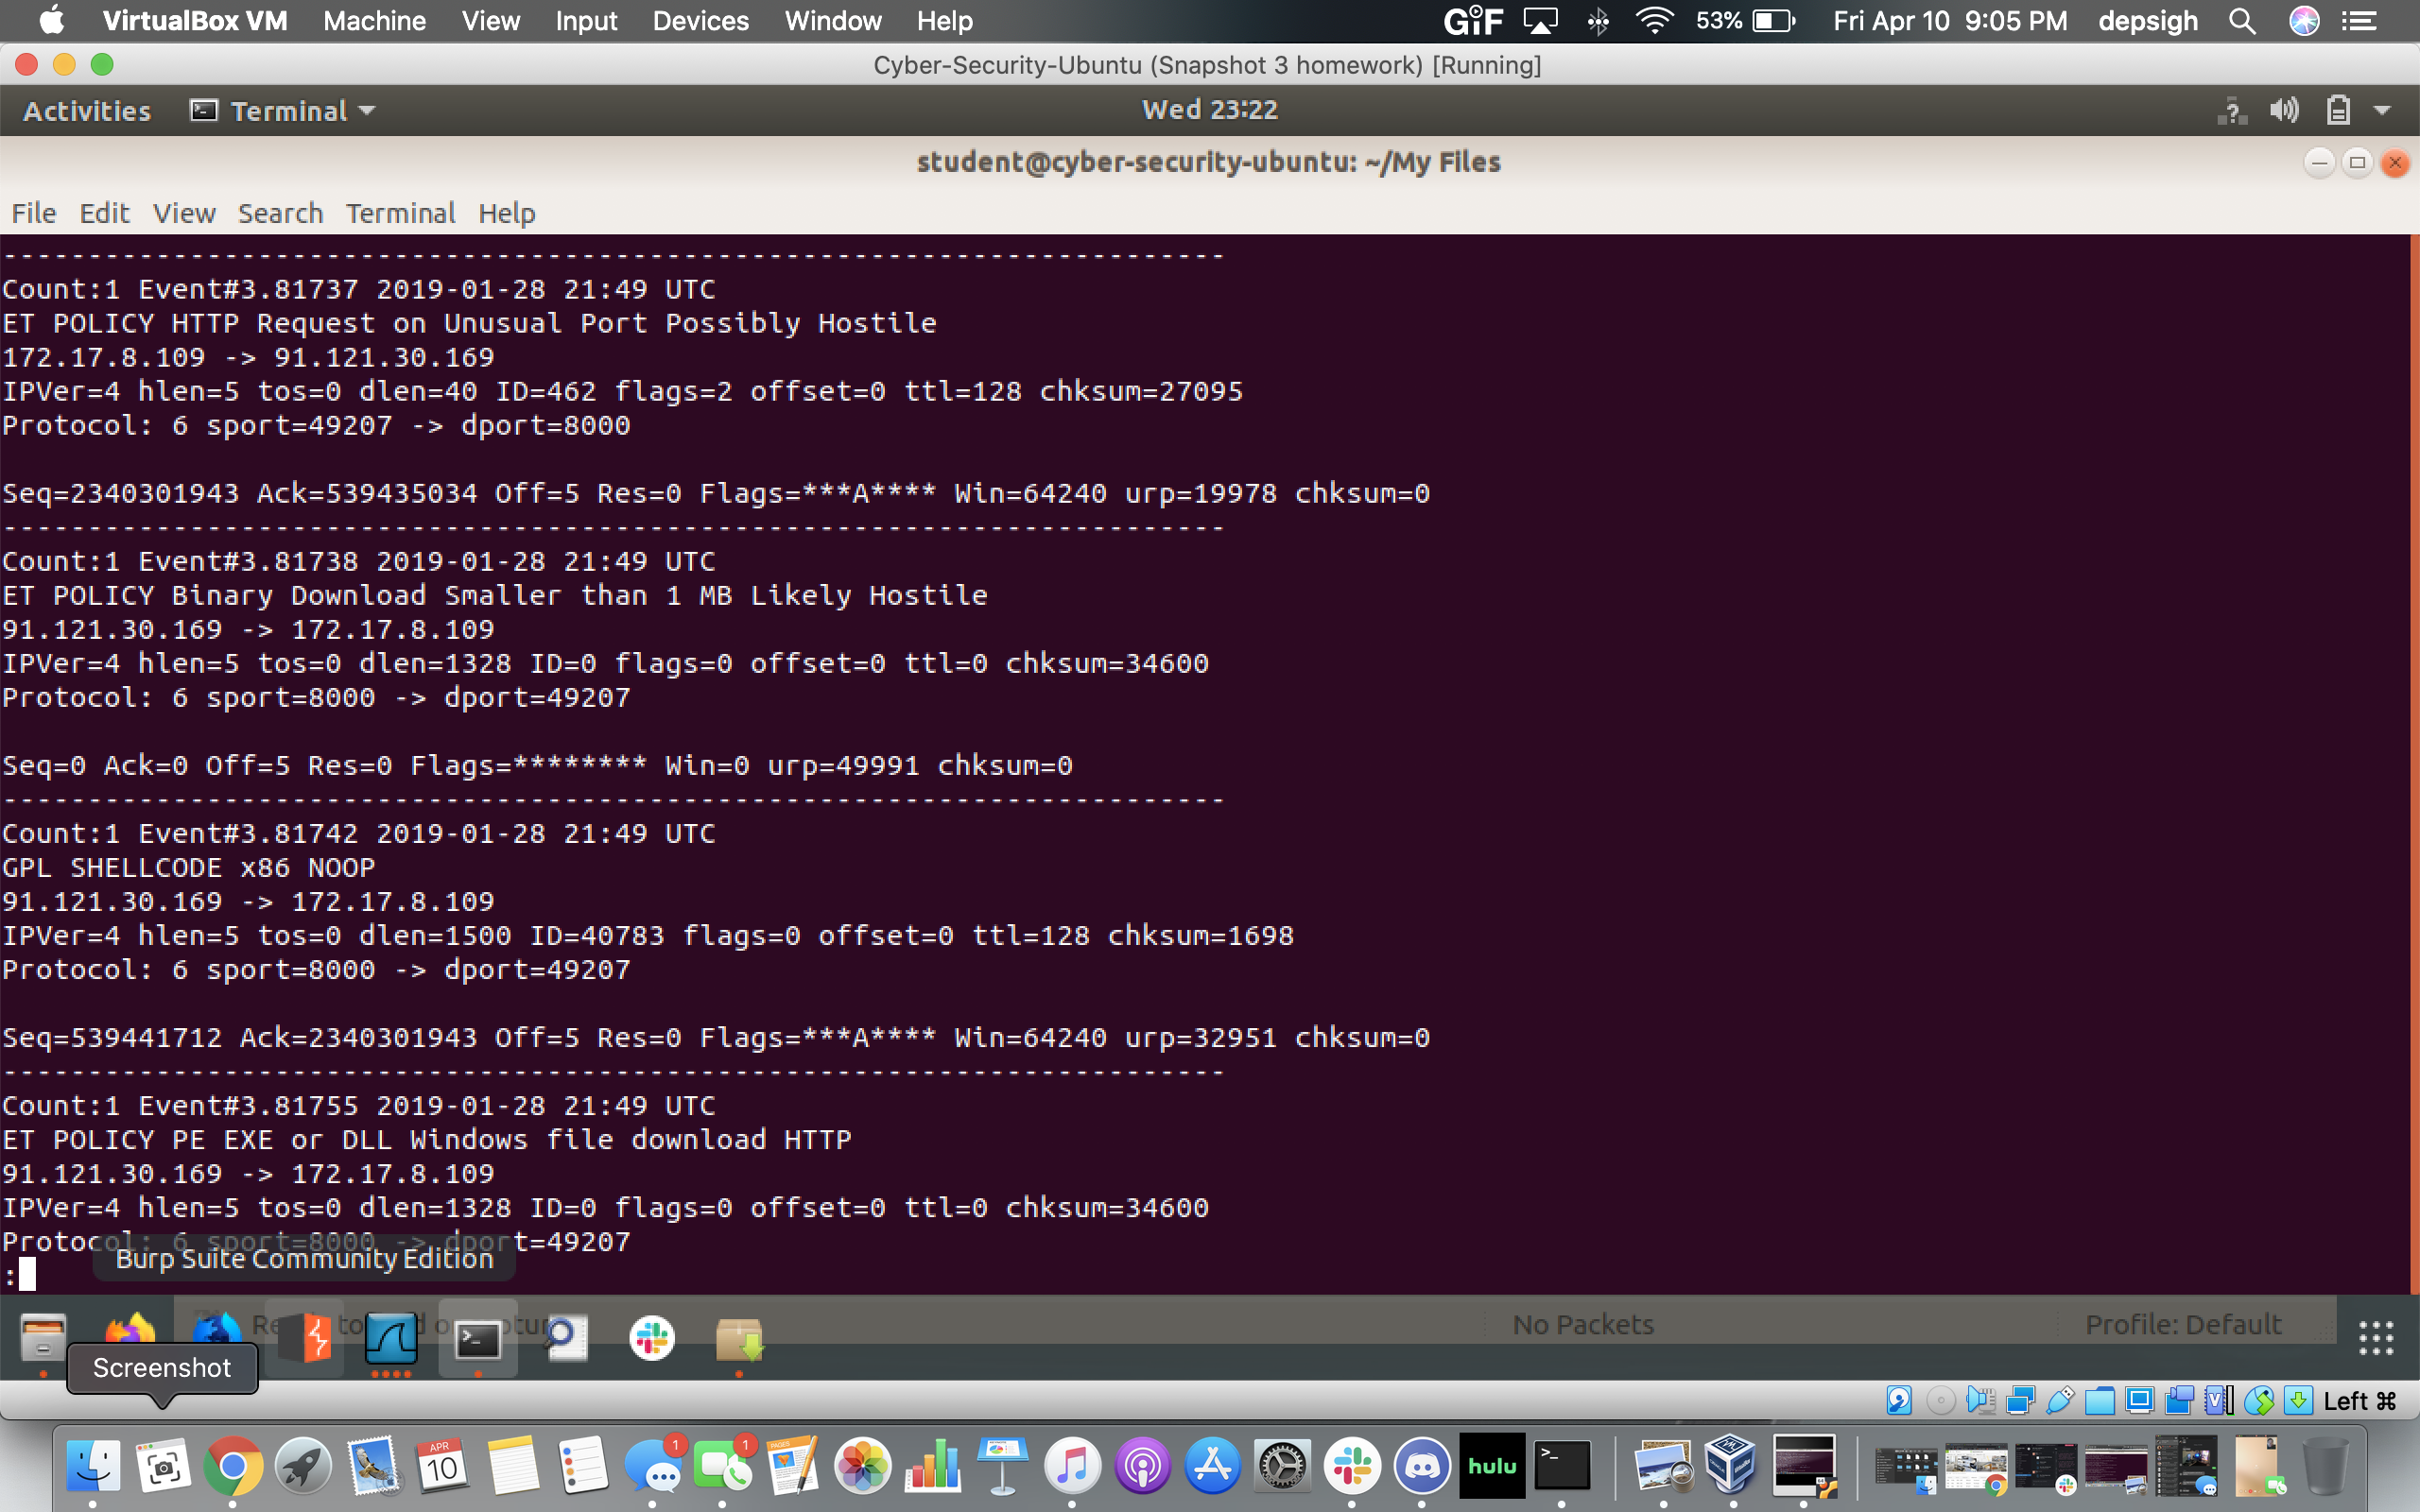 VirtualBox VM Machine View Input Devices Window Help GIF 53% Fri Apr 10 9:05 PM depsigh
Cyber-Security-Ubuntu (Snapshot 3 homework) [Running]
Activities Terminal Wed 23:22
student@cyber-security-ubuntu: ~/My Files
File Edit View Search Terminal Help
------------------------------------------------------------------------
Count:1 Event#3.81737 2019-01-28 21:49 UTC
ET POLICY HTTP Request on Unusual Port Possibly Hostile
172.17.8.109 -> 91.121.30.169
IPVer=4 hlen=5 tos=0 dlen=40 ID=462 flags=2 offset=0 ttl=128 chksum=27095
Protocol: 6 sport=49207 -> dport=8000
Seq=2340301943 Ack=539435034 Off=5 Res=0 Flags=***A**** Win=64240 urp=19978 chksum=0
------------------------------------------------------------------------
Count:1 Event#3.81738 2019-01-28 21:49 UTC
ET POLICY Binary Download Smaller than 1 MB Likely Hostile
91.121.30.169 -> 172.17.8.109
IPVer=4 hlen=5 tos=0 dlen=1328 ID=0 flags=0 offset=0 ttl=0 chksum=34600
Protocol: 6 sport=8000 -> dport=49207
Seq=0 Ack=0 Off=5 Res=0 Flags=******** Win=0 urp=49991 chksum=0
------------------------------------------------------------------------
Count:1 Event#3.81742 2019-01-28 21:49 UTC
GPL SHELLCODE x86 NOOP
91.121.30.169 -> 172.17.8.109
IPVer=4 hlen=5 tos=0 dlen=1500 ID=40783 flags=0 offset=0 ttl=128 chksum=1698
Protocol: 6 sport=8000 -> dport=49207
Seq=539441712 Ack=2340301943 Off=5 Res=0 Flags=***A**** Win=64240 urp=32951 chksum=0
------------------------------------------------------------------------
Count:1 Event#3.81755 2019-01-28 21:49 UTC
ET POLICY PE EXE or DLL Windows file download HTTP
91.121.30.169 -> 172.17.8.109
IPVer=4 hlen=5 tos=0 dlen=1328 ID=0 flags=0 offset=0 ttl=0 chksum=34600
Protocol: 6 sport=8000 -> dport=49207
Burp Suite Community Edition
:
No Packets Profile: Default
Screenshot
Left ⌘
APR
10
1
1
PAGES
hulu